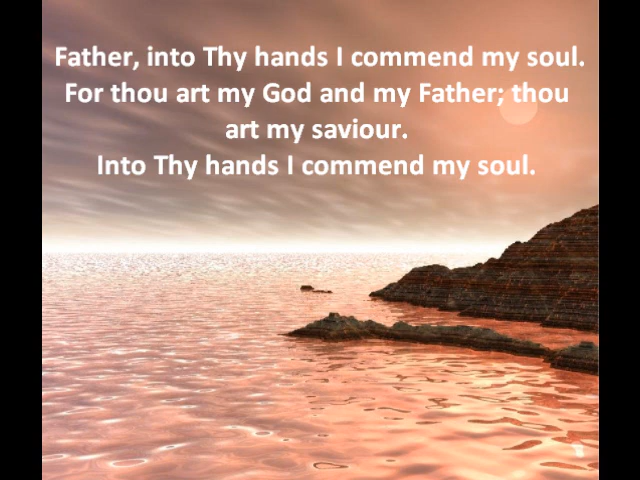 Father, into Thy hands I commend my soul.
For thou art my God and my Father; thou
art my saviour.
Into Thy hands I commend my soul.